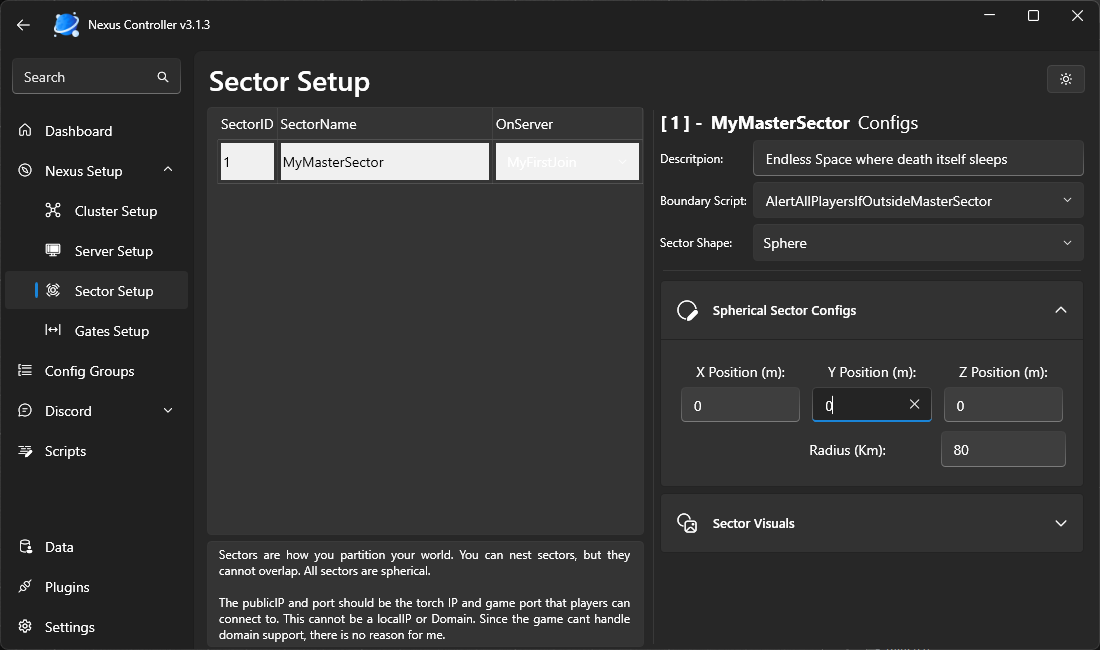 Nexus Controller v3.1.3
Search
Dashboard
Nexus Setup
Cluster Setup
Server Setup
Sector Setup
Gates Setup
Config Groups
Discord
Scripts
Data
Plugins
Settings
Sector Setup
SectorID SectorName OnServer
1 MyMasterSector MyFirstJoin
Sectors are how you partition your world. You can nest sectors, but they
cannot overlap. All sectors are spherical.
The publicIP and port should be the torch IP and game port that players can
connect to. This cannot be a localIP or Domain. Since the game cant handle
domain support, there is no reason for me.
[ 1 ] - MyMasterSector Configs
Descritpion: Endless Space where death itself sleeps
Boundary Script: AlertAllPlayersIfOutsideMasterSector
Sector Shape: Sphere
Spherical Sector Configs
X Position (m): Y Position (m): Z Position (m):
0 0 0
Radius (Km): 80
Sector Visuals